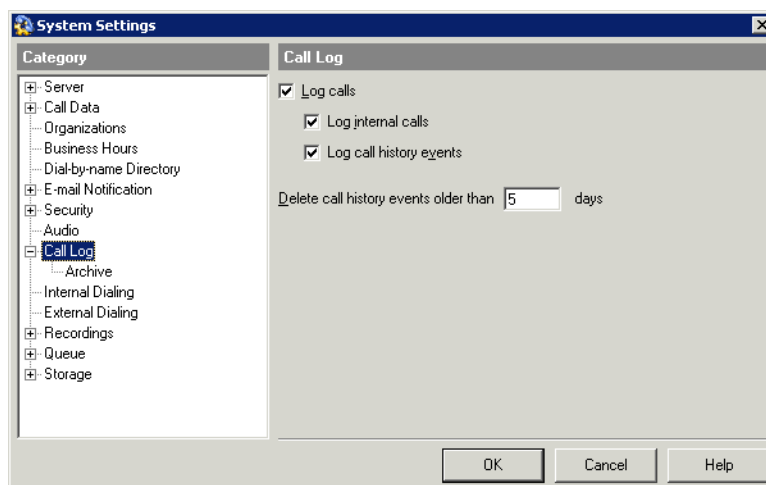 System Settings
Category
Server
Call Data
Organizations
Business Hours
Dial-by-name Directory
E-mail Notification
Security
Audio
Call Log
Archive
Internal Dialing
External Dialing
Recordings
Queue
Storage
Call Log
Log calls
Log internal calls
Log call history events
Delete call history events older than 5 days
OK Cancel Help